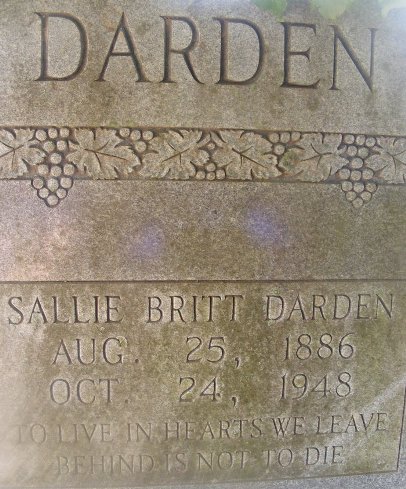 DARDEN
SALLIE BRITT DARDEN
AUG. 25, 1886
OCT. 24, 1948
TO LIVE IN HEARTS WE LEAVE
BEHIND IS NOT TO DIE